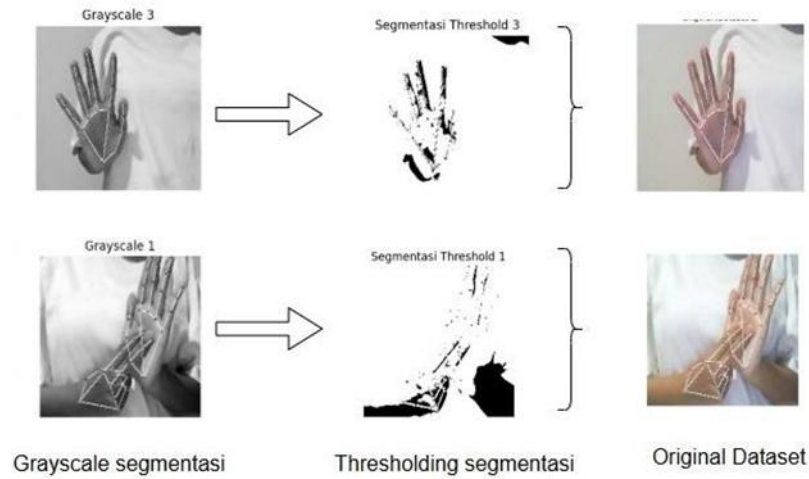 Grayscale 3
Segmentasi Threshold 3
Grayscale 1
Segmentasi Threshold 1
Grayscale segmentasi
Thresholding segmentasi
Original Dataset